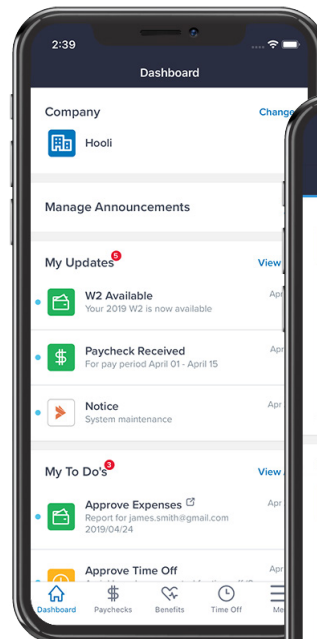 2:39
Dashboard
Company
Change
Hooli
Manage Announcements
My Updates 5
View
W2 Available
Apr
Your 2019 W2 is now available
Paycheck Received
Apr
For pay period April 01 - April 15
Notice
Apr
System maintenance
My To Do's 3
View
Approve Expenses
Apr
Report for james.smith@gmail.com
2019/04/24
Approve Time Off
Apr
Dashboard
Paychecks
Benefits
Time Off
Me